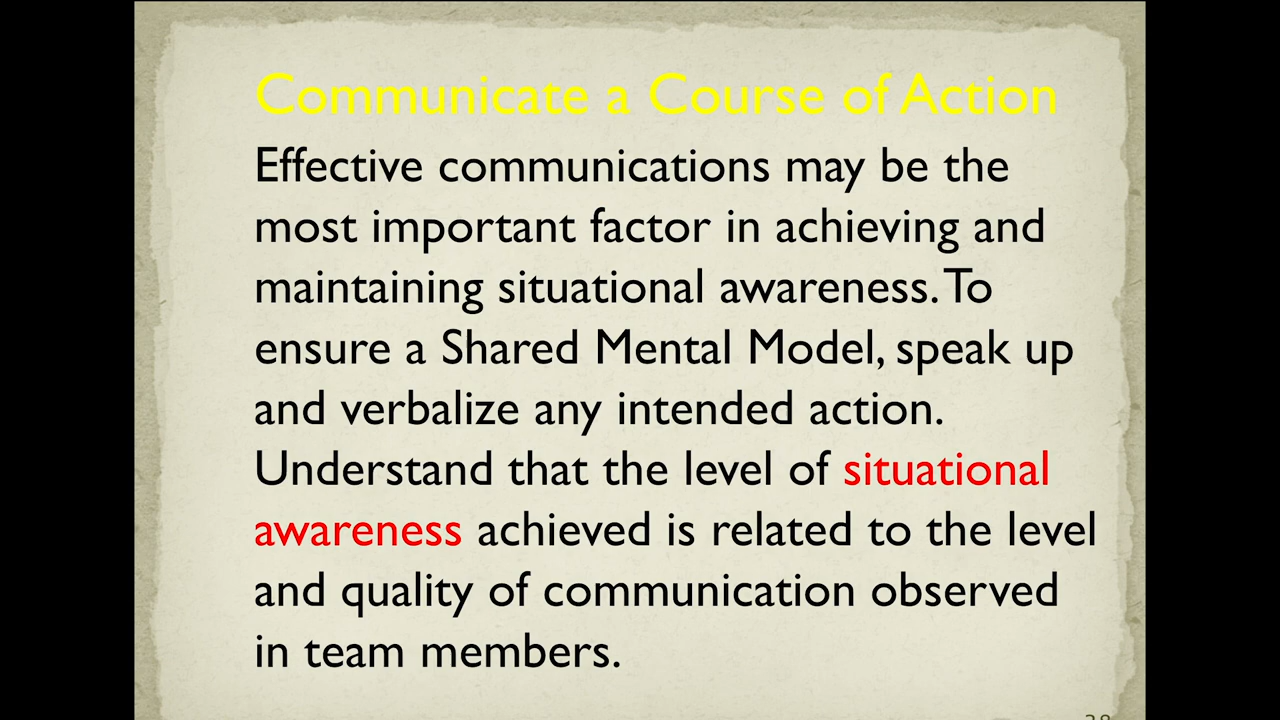 Communicate a Course of Action
Effective communications may be the
most important factor in achieving and
maintaining situational awareness. To
ensure a Shared Mental Model, speak up
and verbalize any intended action.
Understand that the level of situational
awareness achieved is related to the level
and quality of communication observed
in team members.